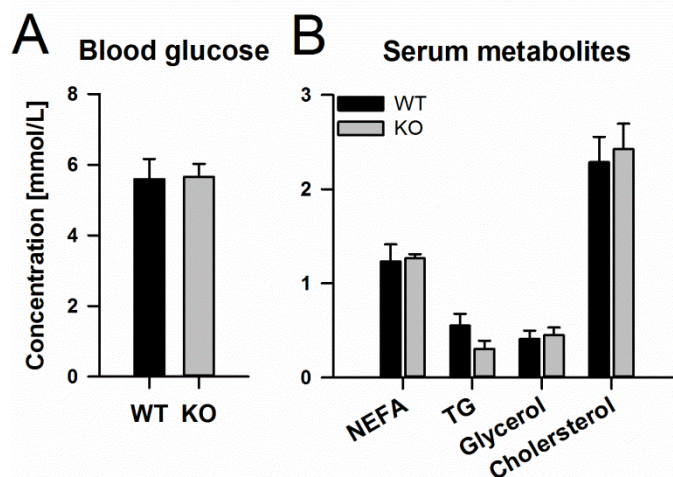 A
Blood glucose
Concentration [mmol/L]
8
6
4
2
0
WT KO
B
Serum metabolites
WT
KO
3
2
1
0
NEFA
TG
Glycerol
Cholersterol